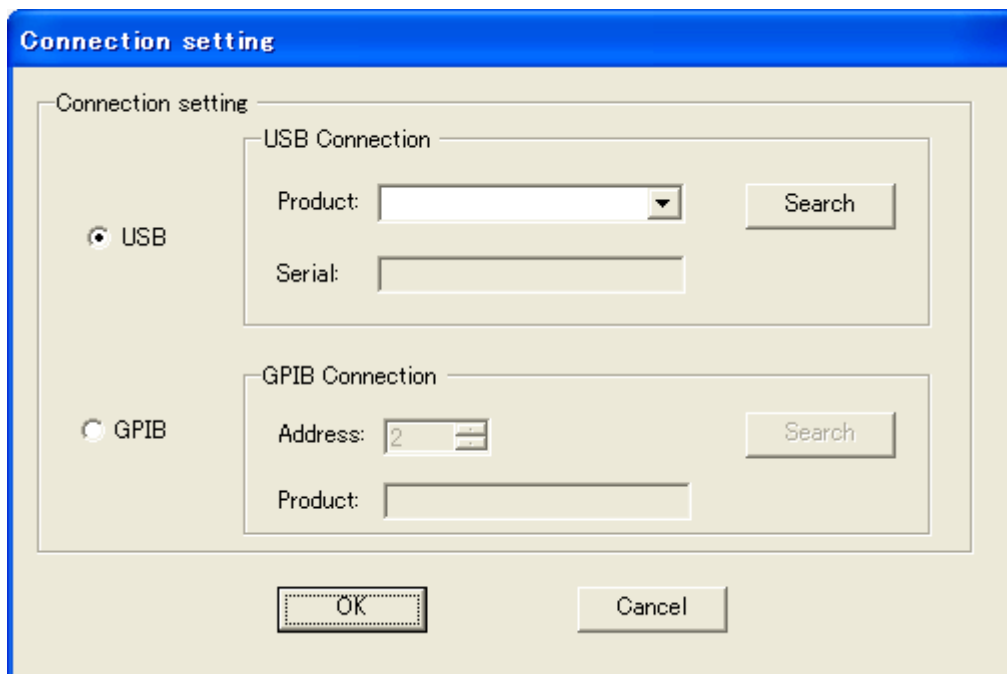 Connection setting
Connection setting
USB Connection
Product:
Search
USB
Serial:
GPIB Connection
GPIB
Address: 2
Search
Product:
OK
Cancel